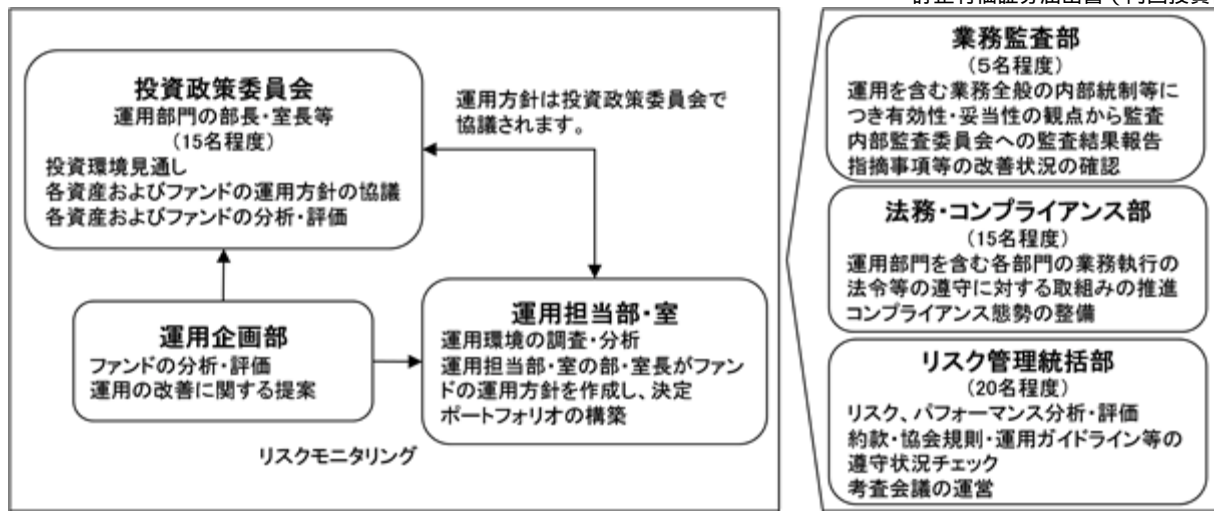 投資政策委員会
運用部門の部長・室長等
(15名程度)
投資環境見通し
各資産およびファンドの運用方針の協議
各資産およびファンドの分析・評価
運用方針は投資政策委員会で
協議されます。
運用企画部
ファンドの分析・評価
運用の改善に関する提案
運用担当部・室
運用環境の調査・分析
運用担当部・室の部・室長がファン
ドの運用方針を作成し、決定
ポートフォリオの構築
リスクモニタリング
業務監査部
(5名程度)
運用を含む業務全般の内部統制等に
つき有効性・妥当性の観点から監査
内部監査委員会への監査結果報告
指摘事項等の改善状況の確認
法務・コンプライアンス部
(15名程度)
運用部門を含む各部門の業務執行の
法令等の遵守に対する取組みの推進
コンプライアンス態勢の整備
リスク管理統括部
(20名程度)
リスク、パフォーマンス分析・評価
約款・協会規則・運用ガイドライン等の
遵守状況チェック
考査会議の運営